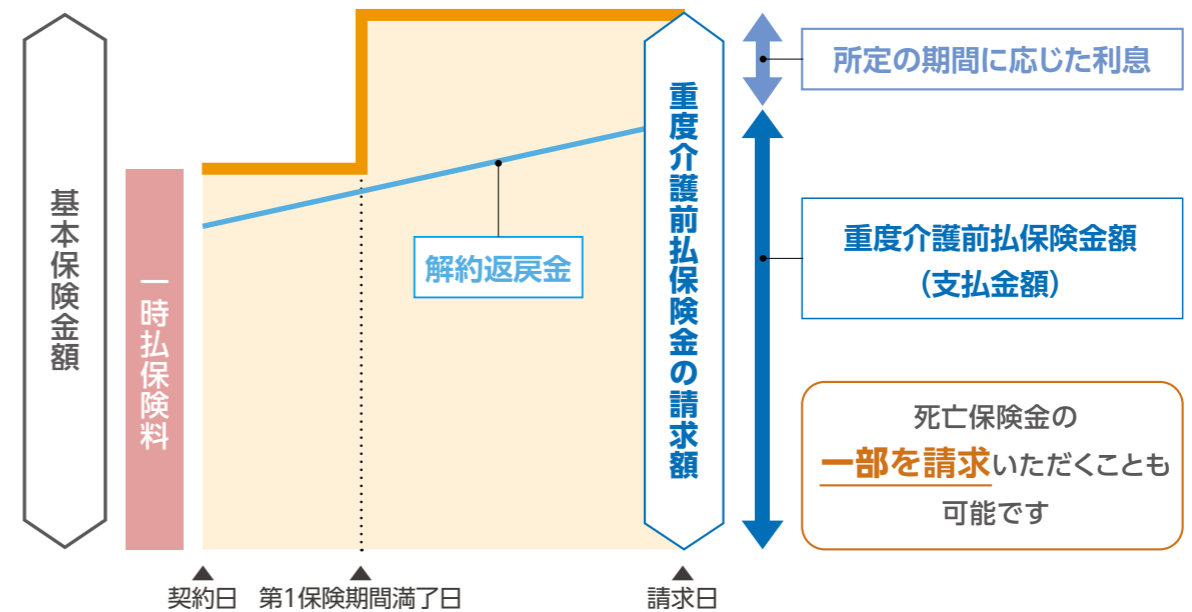 基本保険金額
一時払保険料
解約返戻金
重度介護前払保険金の請求額
所定の期間に応じた利息
重度介護前払保険金額
（支払金額）
死亡保険金の
一部を請求いただくことも
可能です
契約日
第1保険期間満了日
請求日